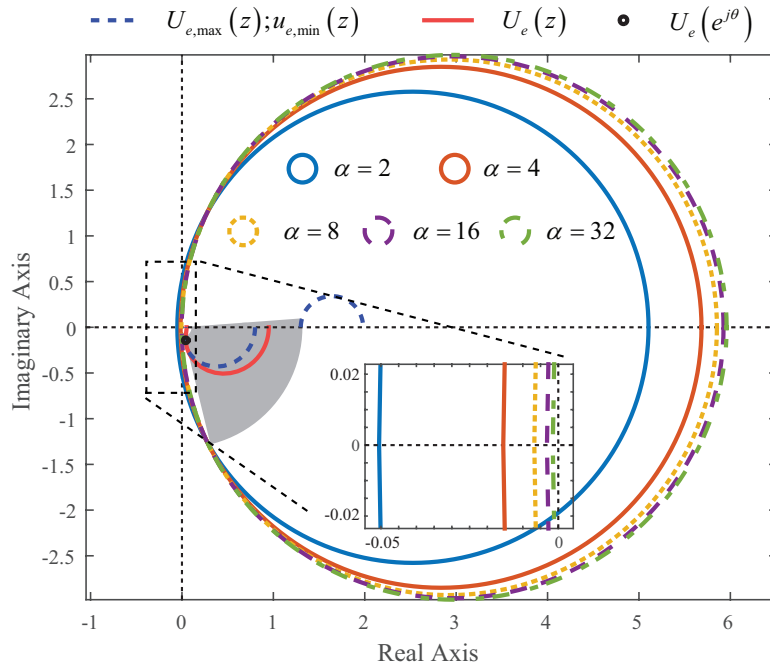 U_{e,max}(z); u_{e,min}(z) U_e(z) U_e(e^{jθ})
2.5
2
1.5
1
0.5
0
-0.5
-1
-1.5
-2
-2.5
Imaginary Axis
α = 2 α = 4
α = 8 α = 16 α = 32
0.02
0
-0.02
-0.05 0
-1 0 1 2 3 4 5 6
Real Axis